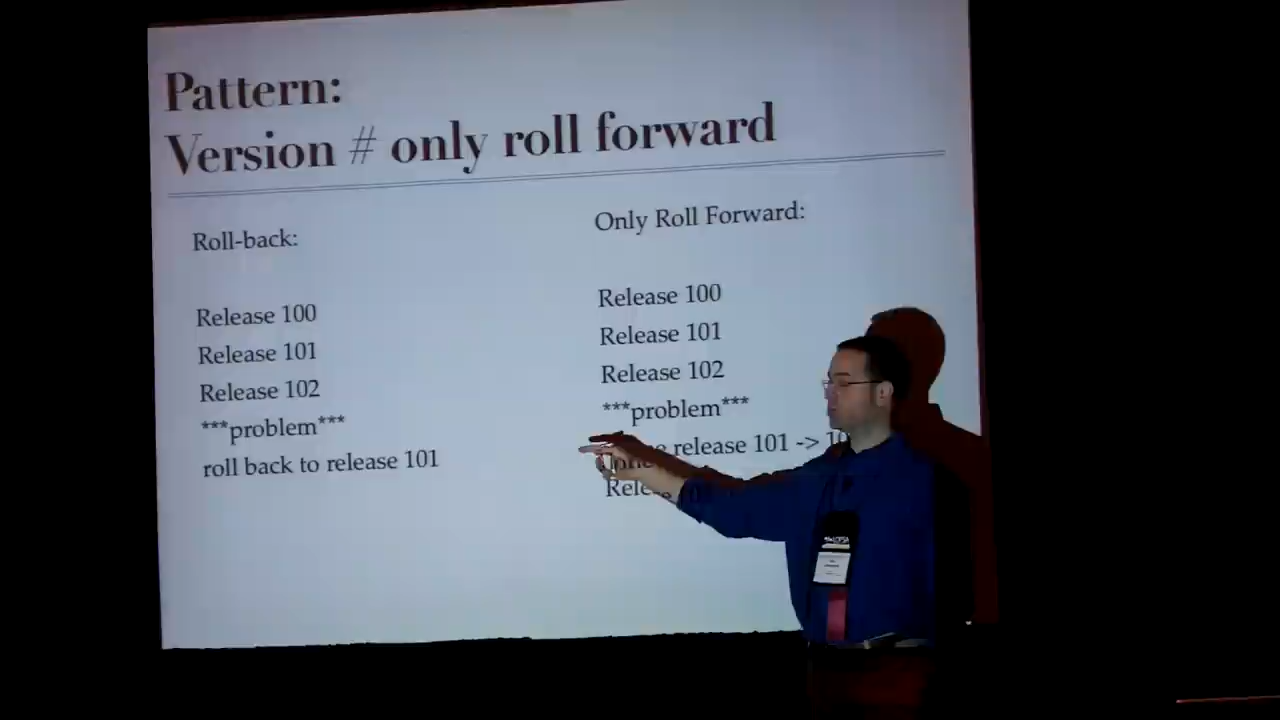 Pattern:
Version # only roll forward
Roll-back:
Release 100
Release 101
Release 102
***problem***
roll back to release 101
Only Roll Forward:
Release 100
Release 101
Release 102
***problem***
release 101 -> 
LOPSA